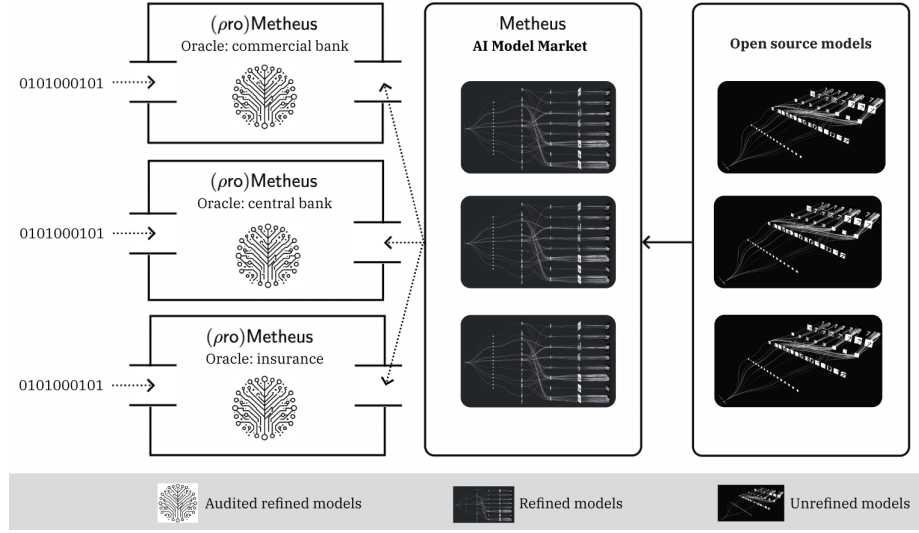 (ρro)Metheus
Oracle: commercial bank
0101000101
(ρro)Metheus
Oracle: central bank
0101000101
(ρro)Metheus
Oracle: insurance
0101000101
Metheus
AI Model Market
Open source models
Audited refined models
Refined models
Unrefined models